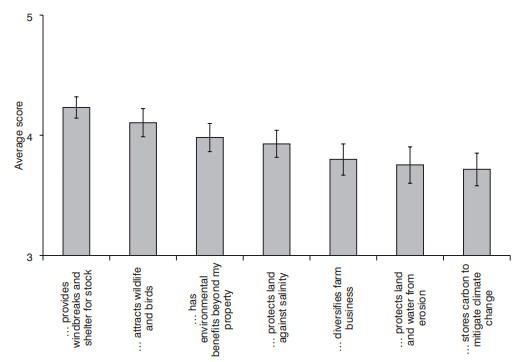 5
4
3
Average score
... provides
windbreaks and
shelter for stock
... attracts wildlife
and birds
... has
environmental
benefits beyond my
property
... protects land
against salinity
... diversifies farm
business
... protects land
and water from
erosion
... stores carbon to
mitigate climate
change